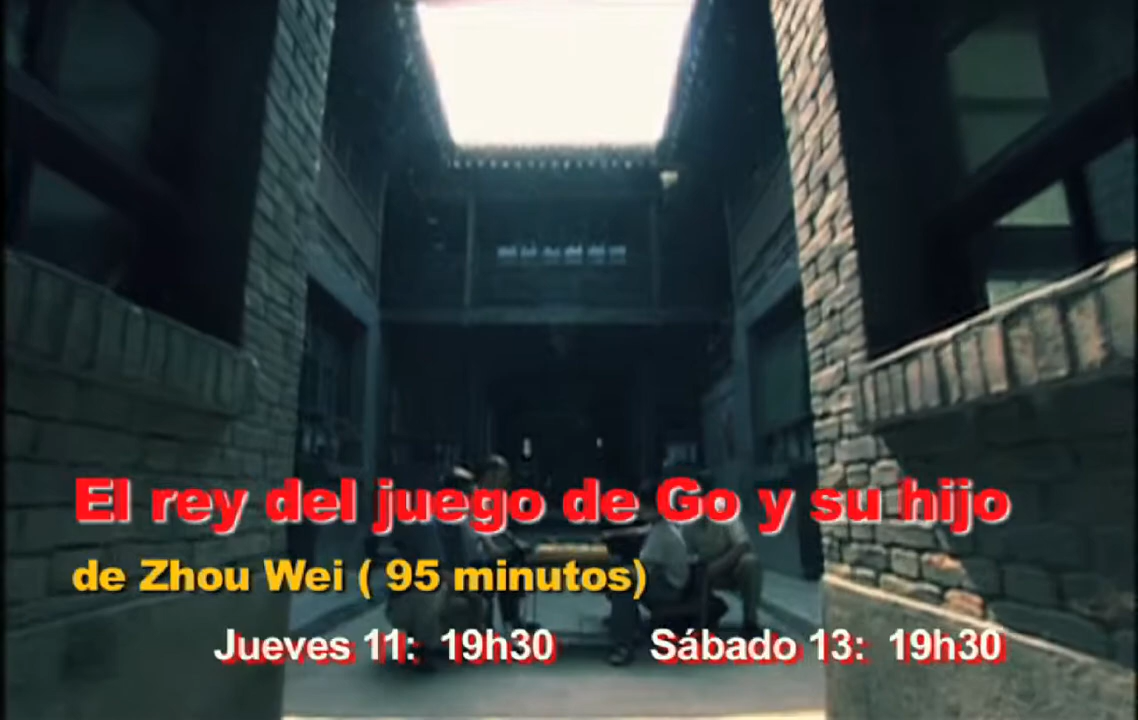 El rey del juego de Go y su hijo
de Zhou Wei ( 95 minutos)
Jueves 11: 19h30 Sábado 13: 19h30